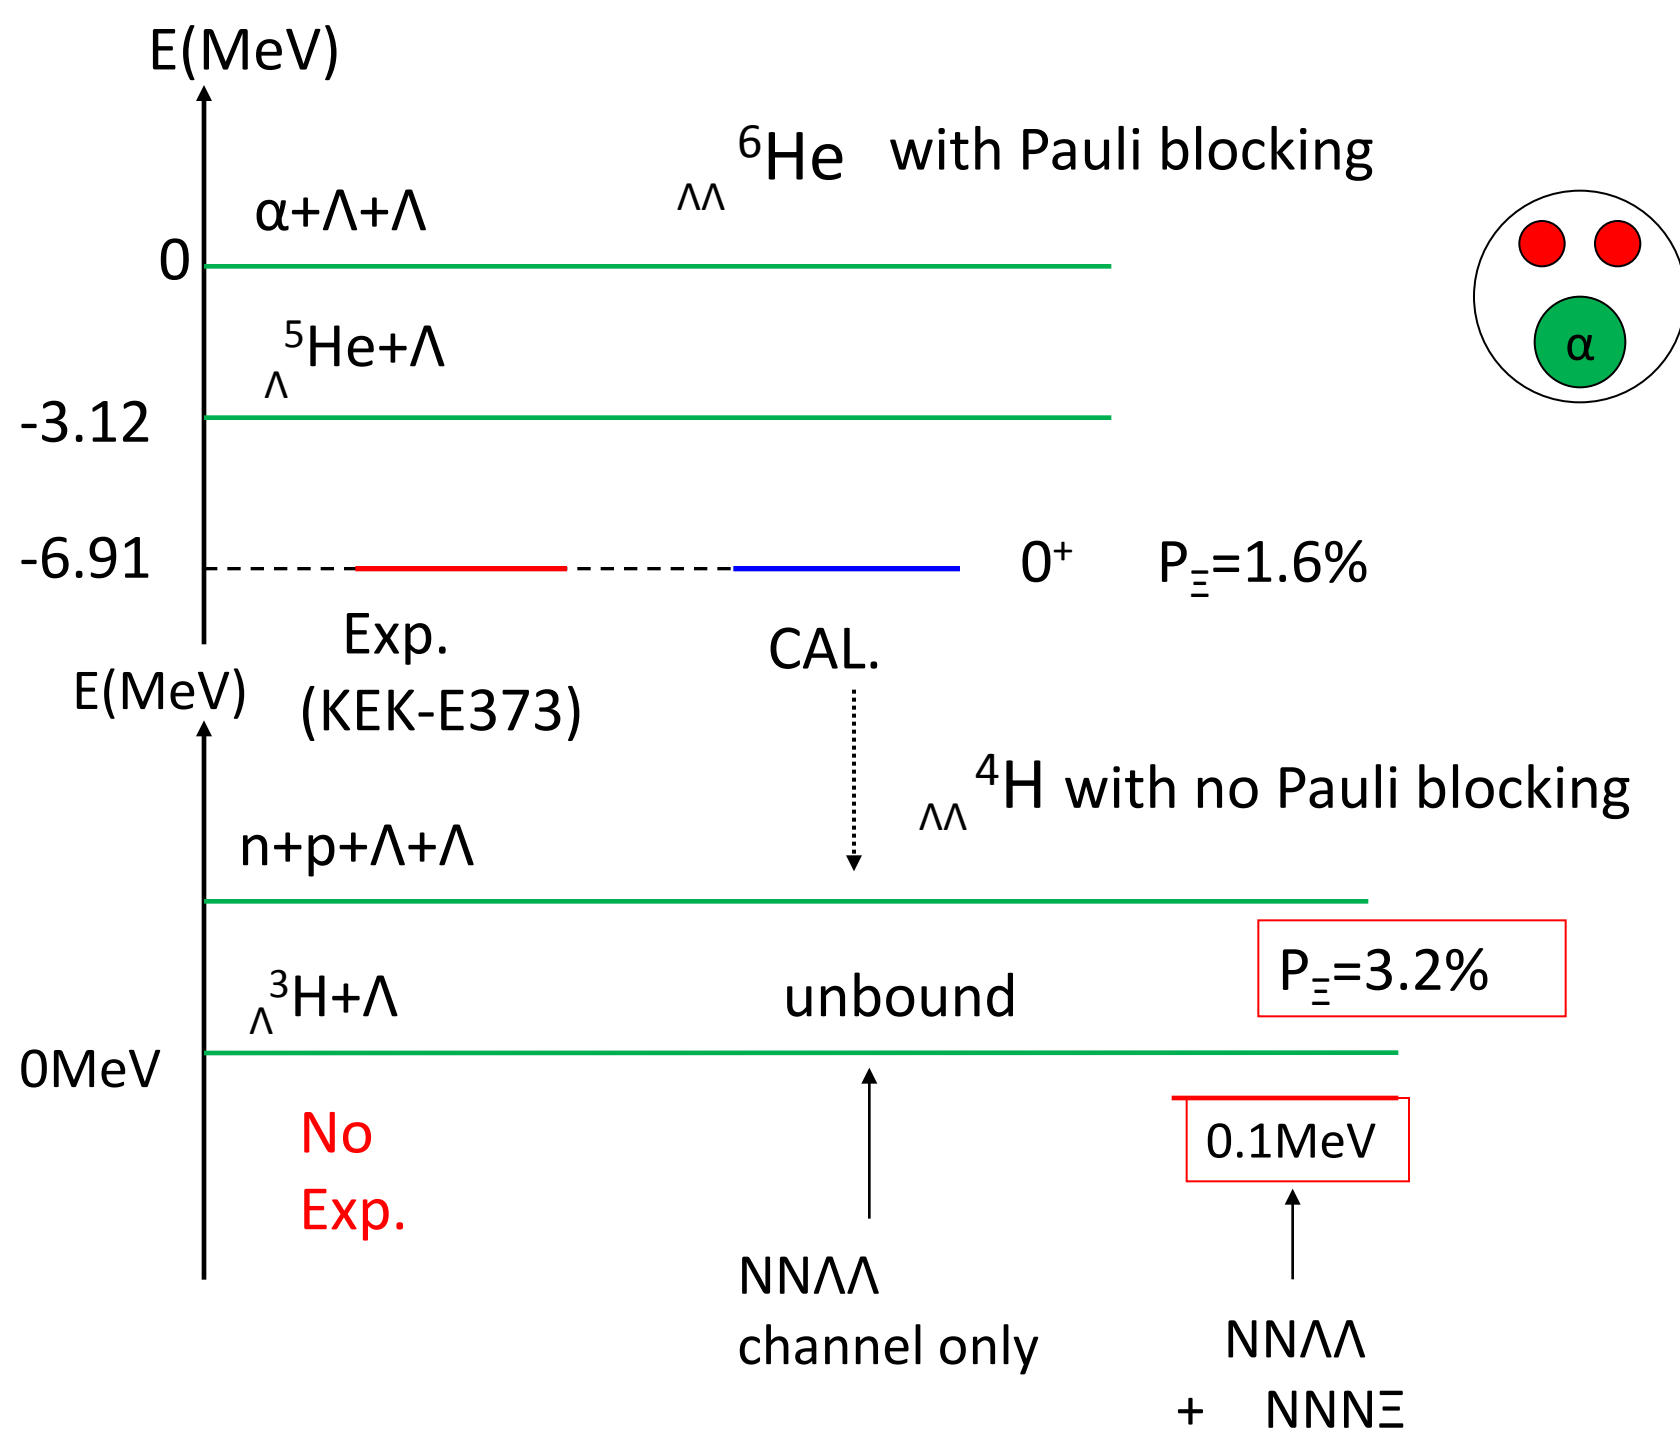 E(MeV)
ΛΛ⁶He with Pauli blocking
α+Λ+Λ
0
Λ⁵He+Λ
α
-3.12
-6.91
0⁺ P_Ξ=1.6%
Exp.
(KEK-E373)
CAL.
E(MeV)
ΛΛ⁴H with no Pauli blocking
n+p+Λ+Λ
P_Ξ=3.2%
Λ³H+Λ
unbound
0MeV
No
Exp.
0.1MeV
NNΛΛ
channel only
NNΛΛ
+ NNNΞ